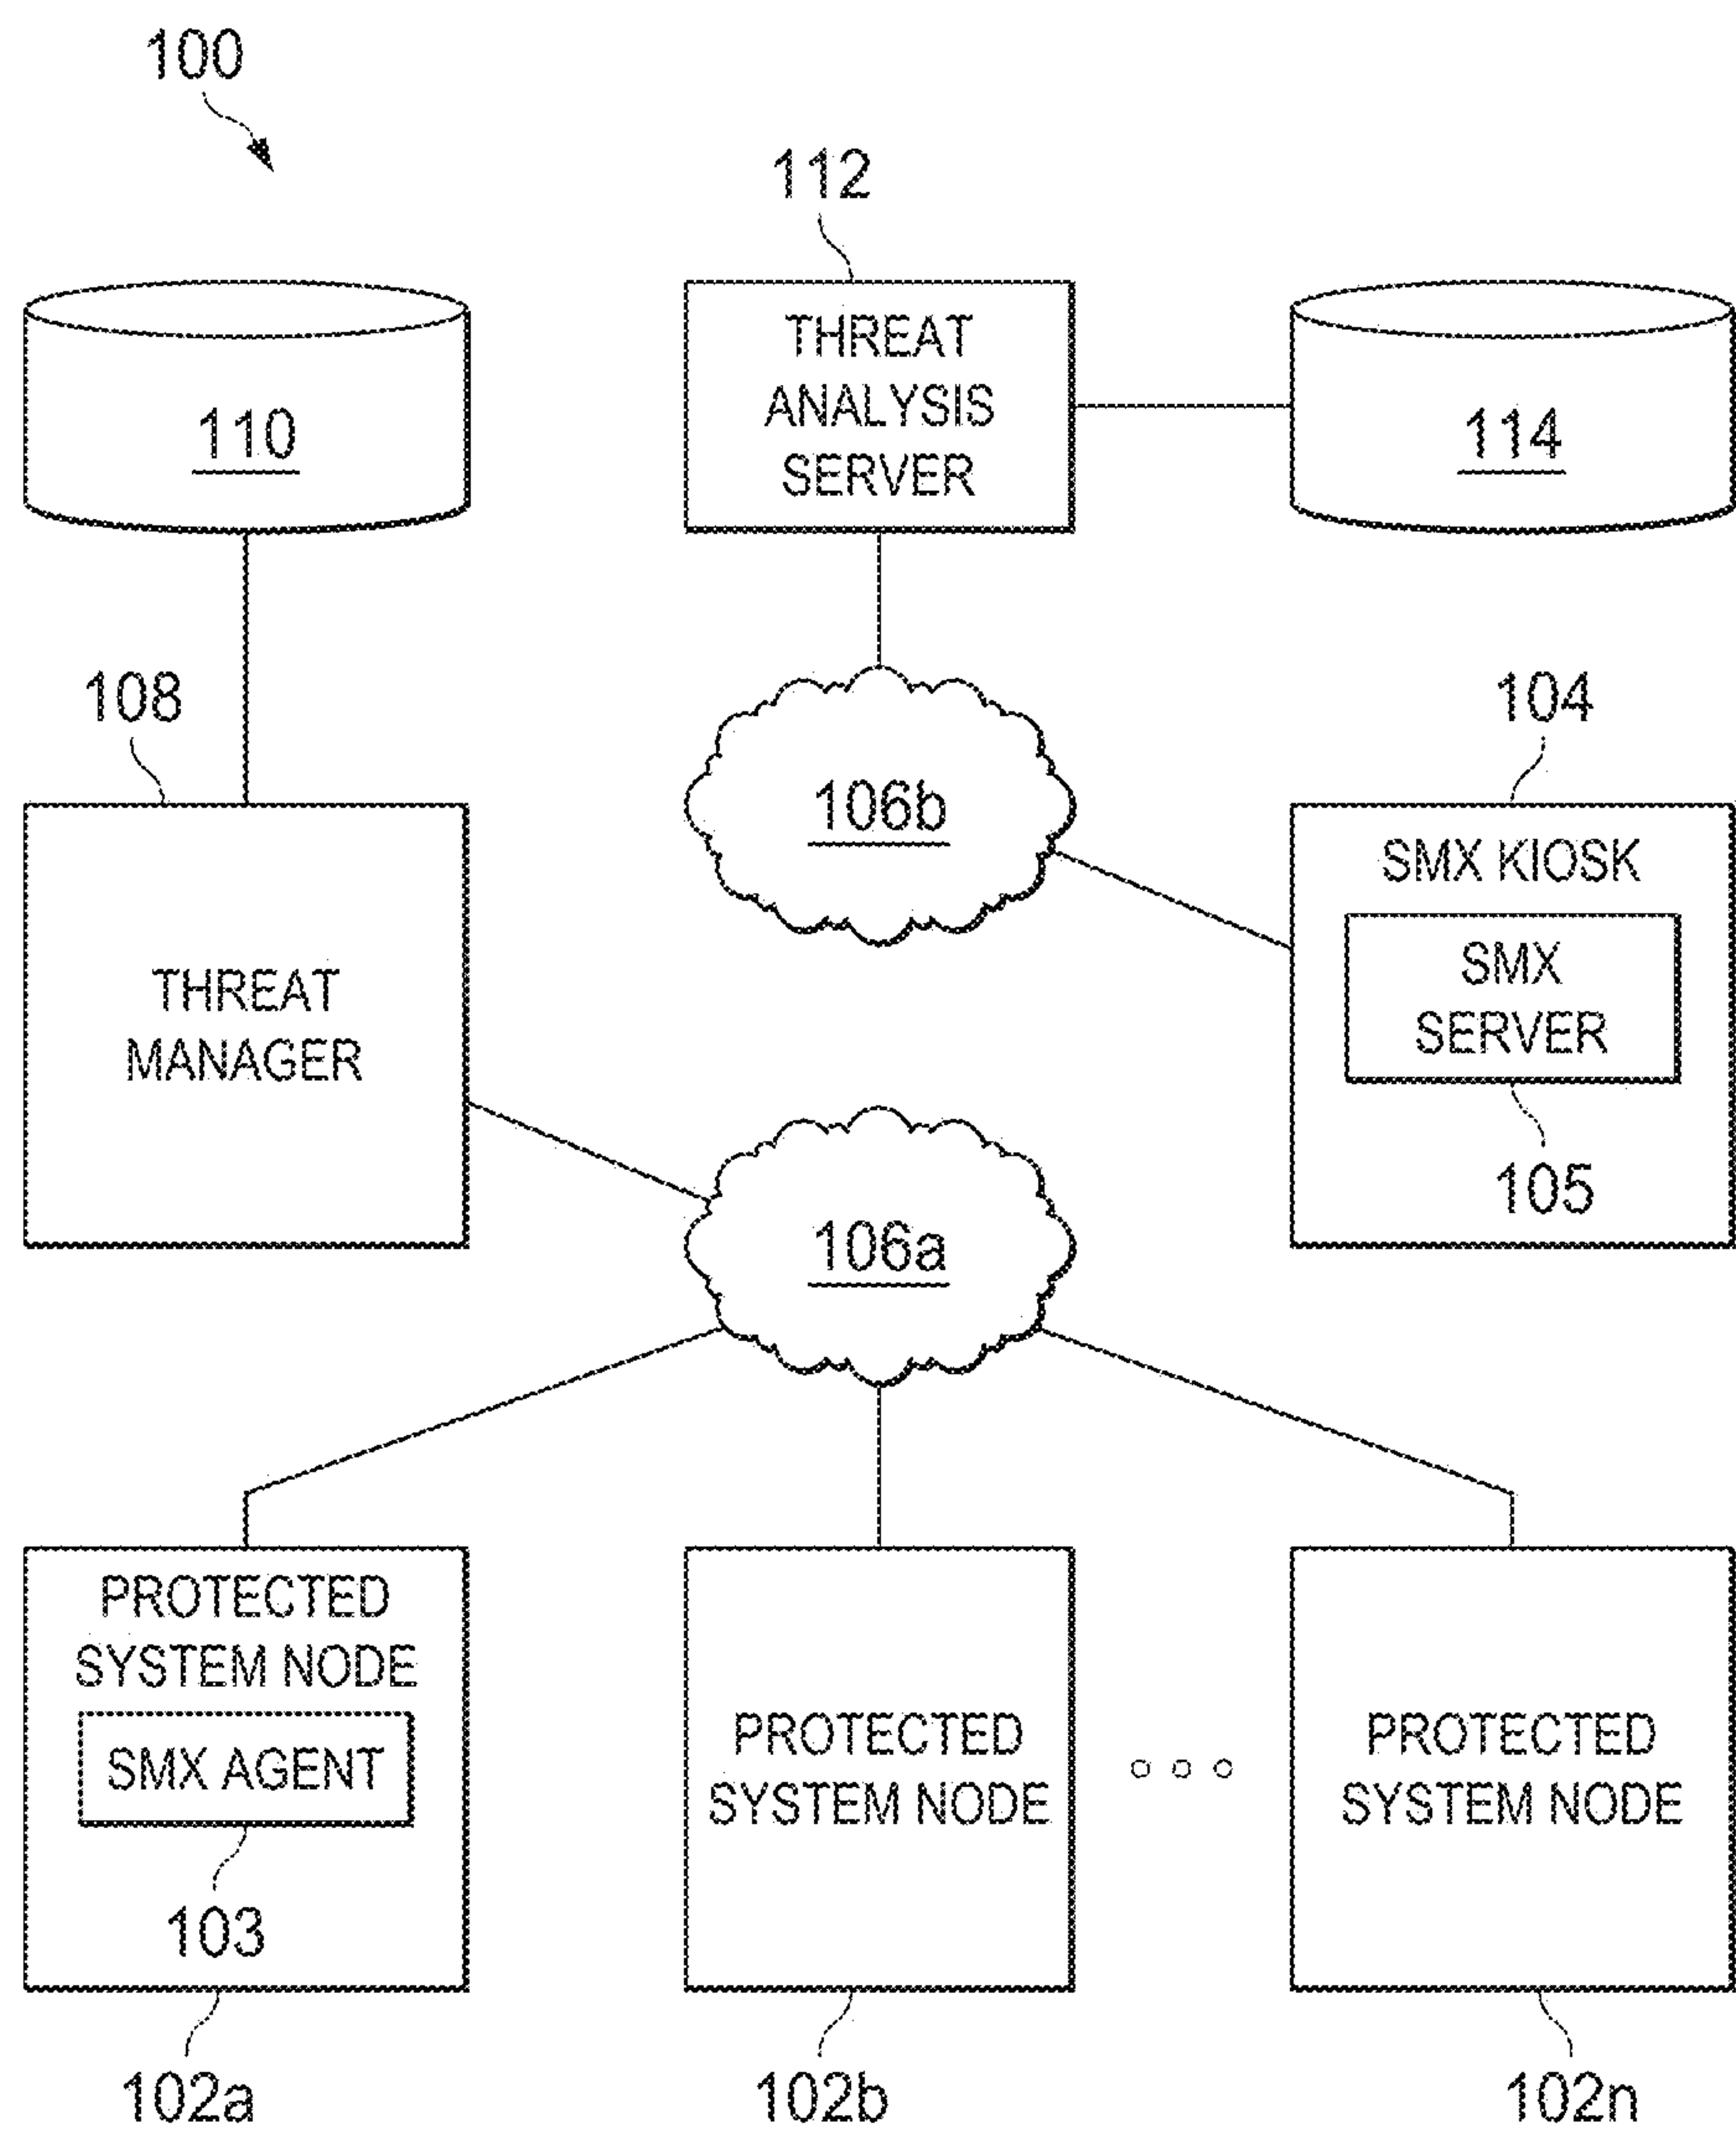 100
112
THREAT
ANALYSIS
SERVER
110
114
108
104
106b
SMX KIOSK
SMX
SERVER
THREAT
MANAGER
105
106a
PROTECTED
SYSTEM NODE
SMX AGENT
103
PROTECTED
SYSTEM NODE
PROTECTED
SYSTEM NODE
102a
102b
102n